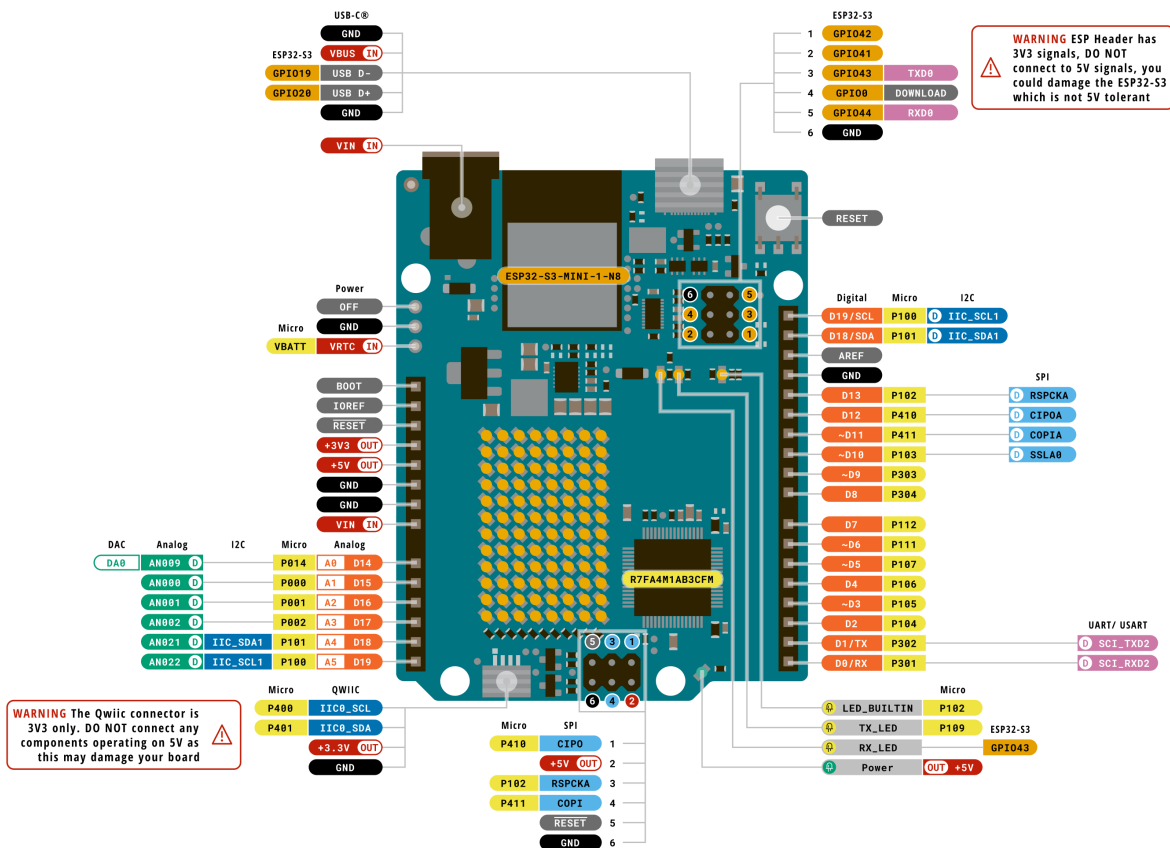 USB-C®
GND
VBUS IN
ESP32-S3
GPIO19 USB D-
GPIO20 USB D+
GND
VIN IN
ESP32-S3
1 GPIO42
2 GPIO41
3 GPIO43 TXD0
4 GPIO0 DOWNLOAD
5 GPIO44 RXD0
6 GND
WARNING ESP Header has
3V3 signals, DO NOT
connect to 5V signals, you
could damage the ESP32-S3
which is not 5V tolerant
RESET
ESP32-S3-MINI-1-N8
6 5
4 3
2 1
Power
OFF
GND
Micro
VBATT VRTC IN
BOOT
IOREF
RESET
+3V3 OUT
+5V OUT
GND
GND
VIN IN
DAC Analog I2C Micro Analog
DA0 AN009 D P014 A0 D14
AN000 D P000 A1 D15
AN001 D P001 A2 D16
AN002 D P002 A3 D17
AN021 D IIC_SDA1 P101 A4 D18
AN022 D IIC_SCL1 P100 A5 D19
Digital Micro I2C
D19/SCL P100 D IIC_SCL1
D18/SDA P101 D IIC_SDA1
AREF
GND
SPI
D13 P102 D RSPCKA
D12 P410 D CIPOA
~D11 P411 D COPIA
~D10 P103 D SSLA0
~D9 P303
D8 P304
D7 P112
~D6 P111
~D5 P107
D4 P106
~D3 P105
D2 P104
UART/ USART
D1/TX P302 D SCI_TXD2
D0/RX P301 D SCI_RXD2
R7FA4M1AB3CFM
5 3 1
6 4 2
Micro QWIIC
P400 IIC0_SCL
P401 IIC0_SDA
+3.3V OUT
GND
WARNING The Qwiic connector is
3V3 only. DO NOT connect any
components operating on 5V as
this may damage your board
Micro SPI
P410 CIPO 1
+5V OUT 2
P102 RSPCKA 3
P411 COPI 4
RESET 5
GND 6
Micro
LED_BUILTIN P102
TX_LED P109
ESP32-S3
RX_LED GPIO43
Power OUT +5V